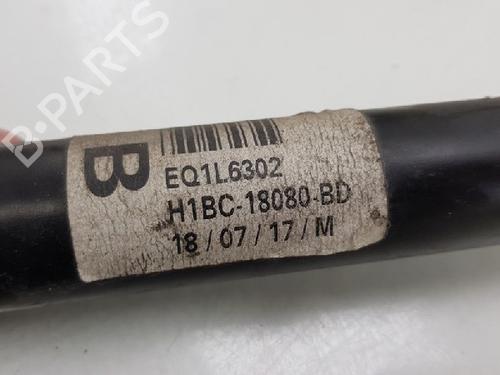 B-PARTS
B
EQ1L6302
H1BC-18080-BD
18/07/17/M